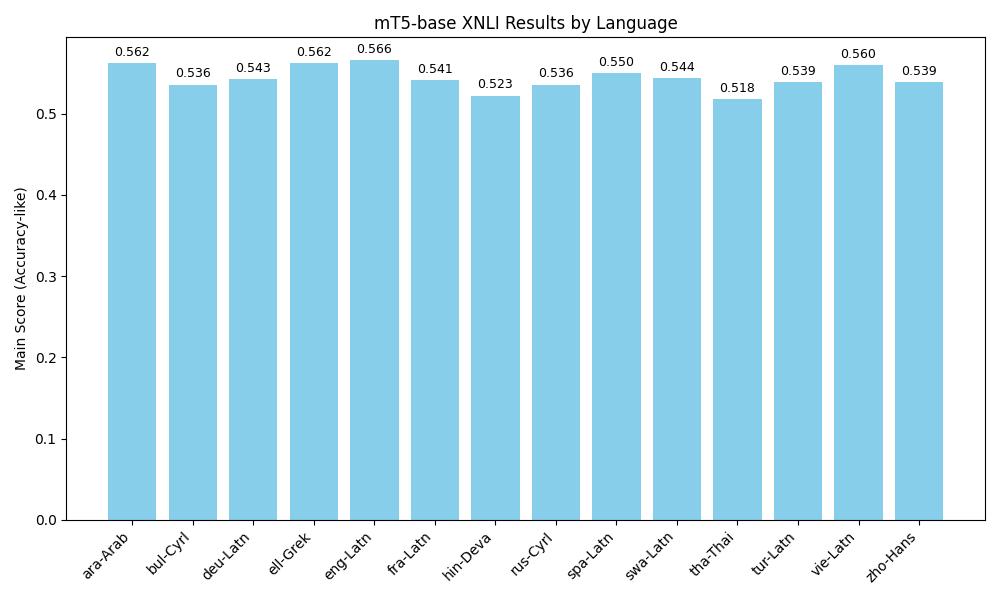 mT5-base XNLI Results by Language
0.562 0.536 0.543 0.562 0.566 0.541 0.523 0.536 0.550 0.544 0.518 0.539 0.560 0.539
Main Score (Accuracy-like)
0.5
0.4
0.3
0.2
0.1
0.0
ara-Arab bul-Cyrl deu-Latn ell-Grek eng-Latn fra-Latn hin-Deva rus-Cyrl spa-Latn swa-Latn tha-Thai tur-Latn vie-Latn zho-Hans